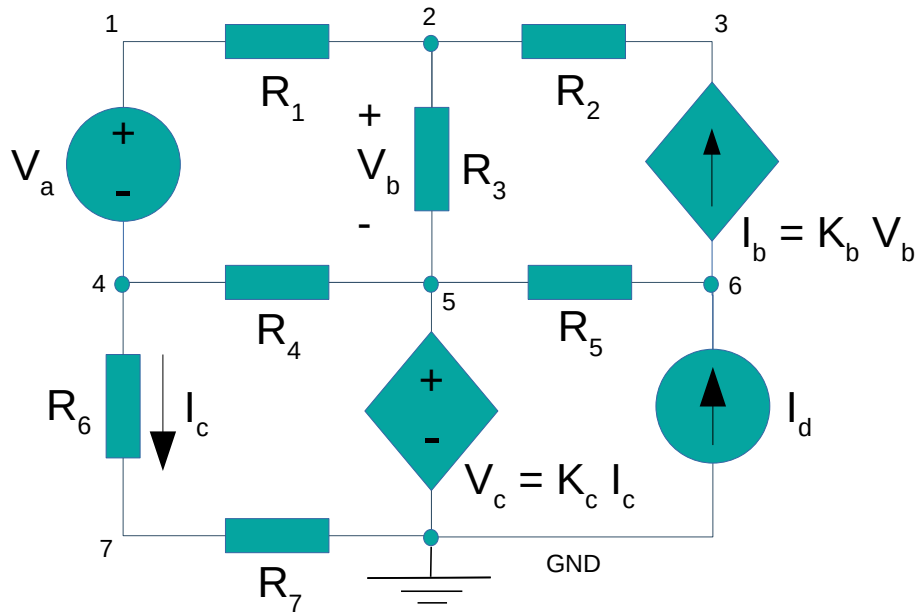 1
2
3
R1
R2
+
Va
-
+
Vb
-
R3
Ib = Kb Vb
4
5
6
R4
R5
R6
Ic
+
-
Id
Vc = Kc Ic
7
R7
GND